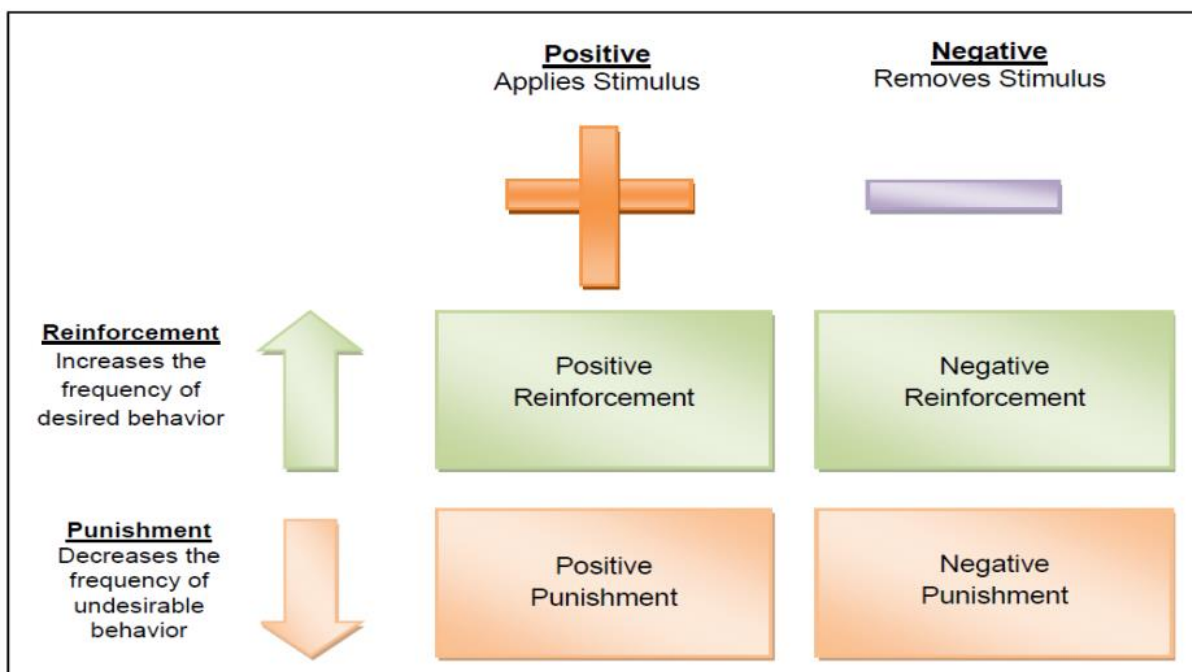 Positive
Applies Stimulus
Negative
Removes Stimulus
Reinforcement
Increases the
frequency of
desired behavior
Positive
Reinforcement
Negative
Reinforcement
Punishment
Decreases the
frequency of
undesirable
behavior
Positive
Punishment
Negative
Punishment